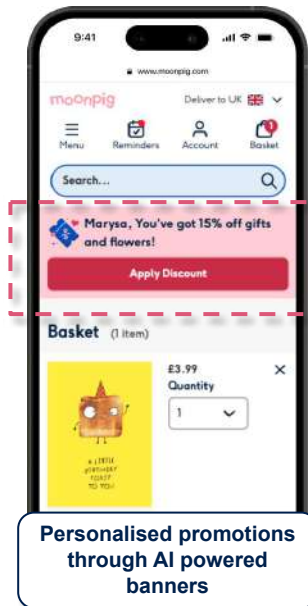 9:41
www.moonpig.com
moonpig
Deliver to UK
Menu
Reminders
Account
1
Basket
Search...
%
Marysa, You've got 15% off gifts
and flowers!
Apply Discount
Basket (1 item)
£3.99
Quantity
1
A LITTLE
BIRTHDAY
TOAST
TO YOU!
Personalised promotions
through AI powered
banners